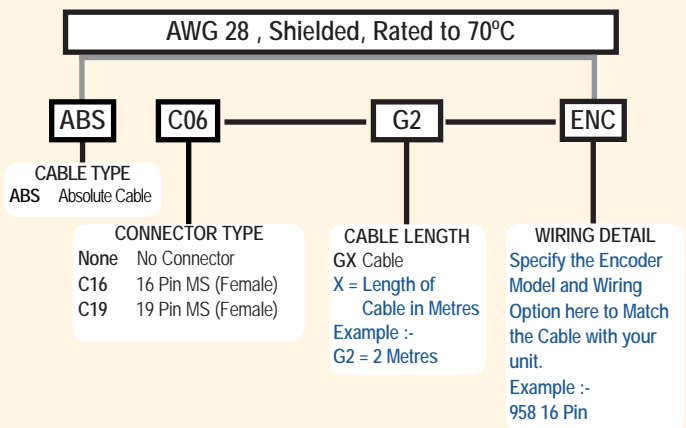 AWG 28 , Shielded, Rated to 70°C
ABS C06 G2 ENC
CABLE TYPE
ABS Absolute Cable
CONNECTOR TYPE
None No Connector
C16 16 Pin MS (Female)
C19 19 Pin MS (Female)
CABLE LENGTH
GX Cable
X = Length of
Cable in Metres
Example :-
G2 = 2 Metres
WIRING DETAIL
Specify the Encoder
Model and Wiring
Option here to Match
the Cable with your
unit.
Example :-
958 16 Pin